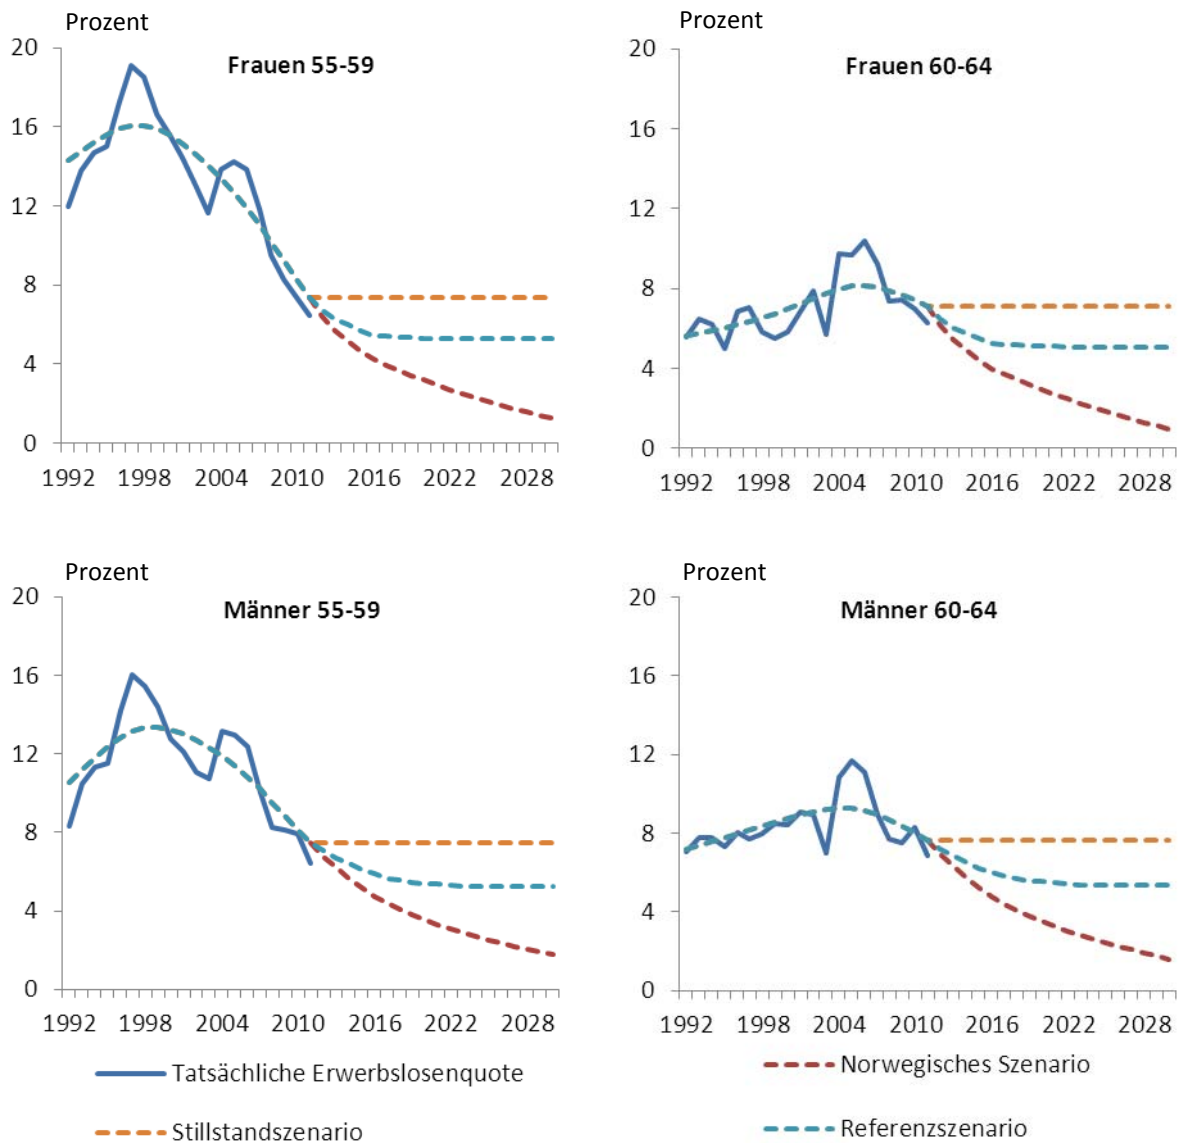 Prozent
Frauen 55-59
20
16
12
8
4
0
1992 1998 2004 2010 2016 2022 2028
Prozent
Frauen 60-64
20
16
12
8
4
0
1992 1998 2004 2010 2016 2022 2028
Prozent
Männer 55-59
20
16
12
8
4
0
1992 1998 2004 2010 2016 2022 2028
Prozent
Männer 60-64
20
16
12
8
4
0
1992 1998 2004 2010 2016 2022 2028
Tatsächliche Erwerbslosenquote
Norwegisches Szenario
Stillstandszenario
Referenzszenario